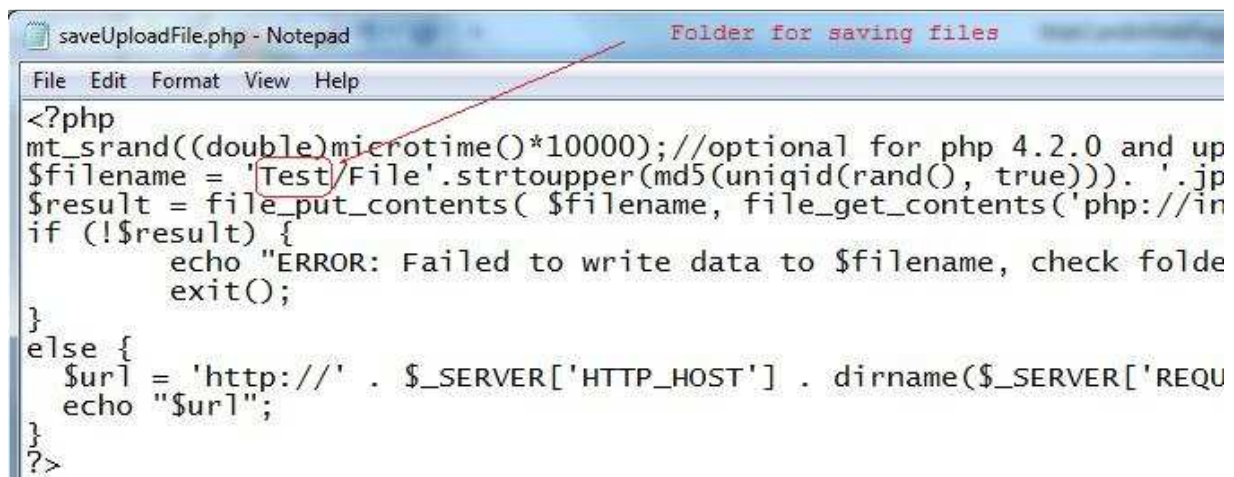 saveUploadFile.php - Notepad
Folder for saving files
File Edit Format View Help
<?php
mt_srand((double)microtime()*10000);//optional for php 4.2.0 and up
$filename = 'Test/File'.strtoupper(md5(uniqid(rand(), true))). '.jp
$result = file_put_contents( $filename, file_get_contents('php://in
if (!$result) {
echo "ERROR: Failed to write data to $filename, check folde
exit();
}
else {
$url = 'http://' . $_SERVER['HTTP_HOST'] . dirname($_SERVER['REQU
echo "$url";
}
?>